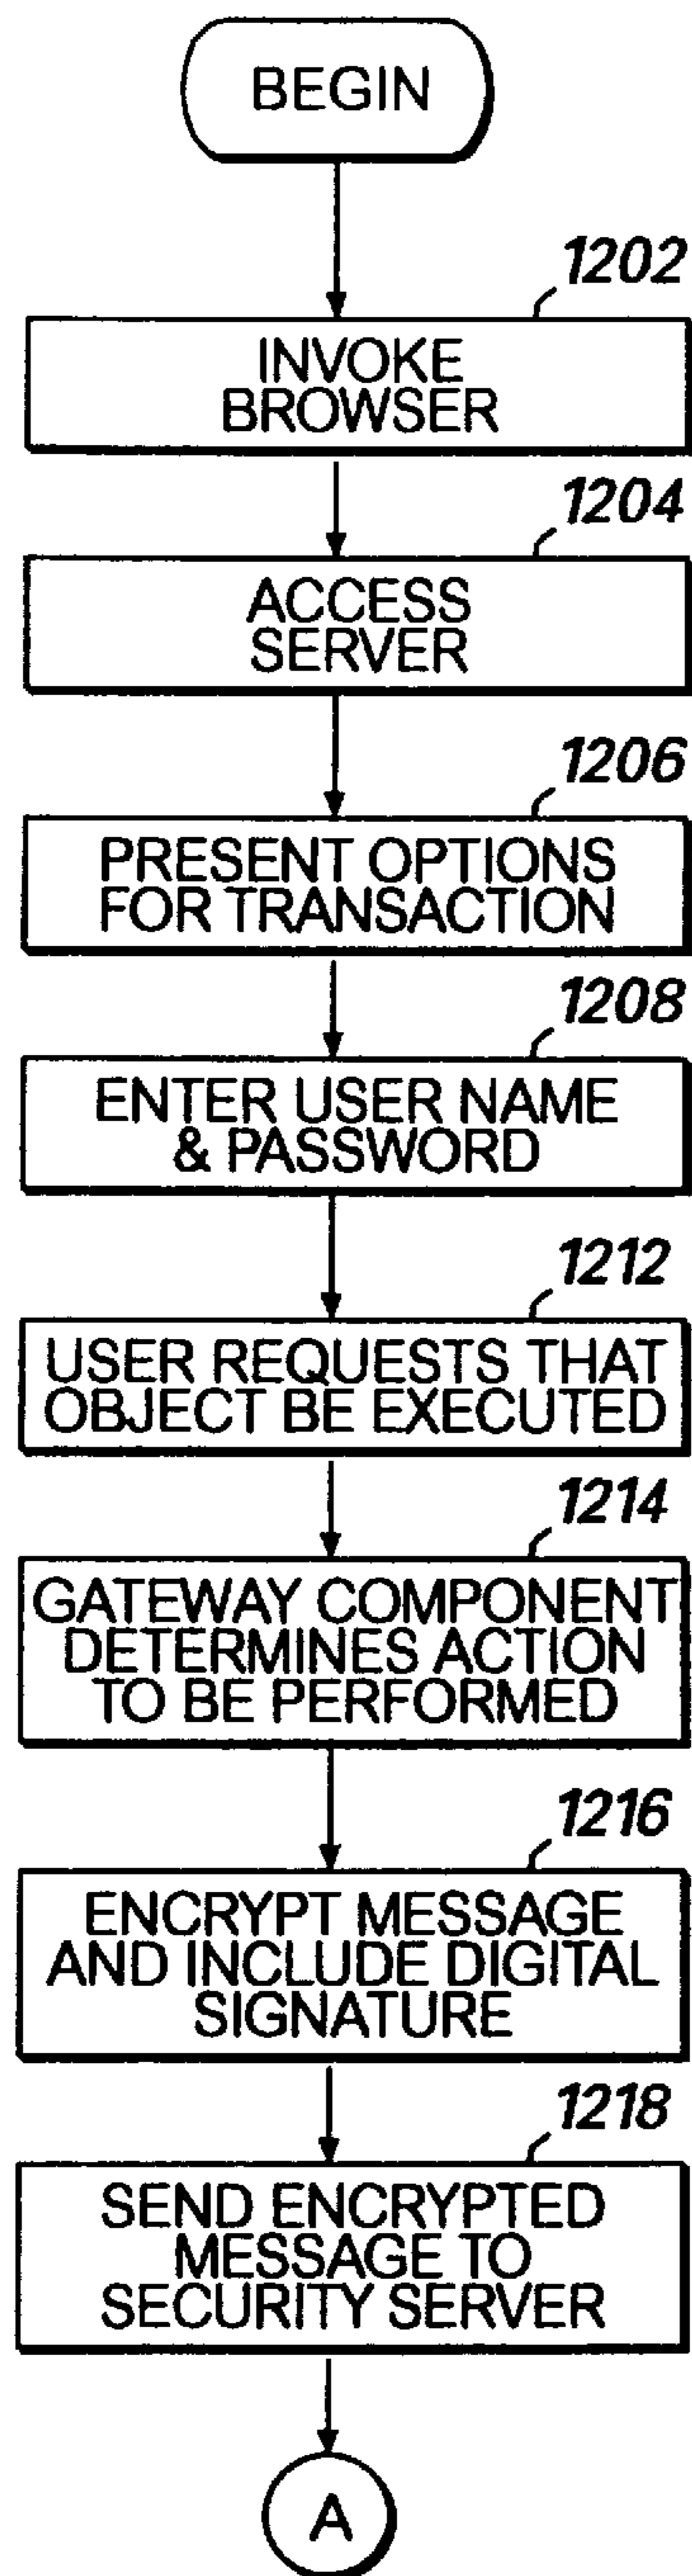 BEGIN
1202
INVOKE
BROWSER
1204
ACCESS
SERVER
1206
PRESENT OPTIONS
FOR TRANSACTION
1208
ENTER USER NAME
& PASSWORD
1212
USER REQUESTS THAT
OBJECT BE EXECUTED
1214
GATEWAY COMPONENT
DETERMINES ACTION
TO BE PERFORMED
1216
ENCRYPT MESSAGE
AND INCLUDE DIGITAL
SIGNATURE
1218
SEND ENCRYPTED
MESSAGE TO
SECURITY SERVER
A